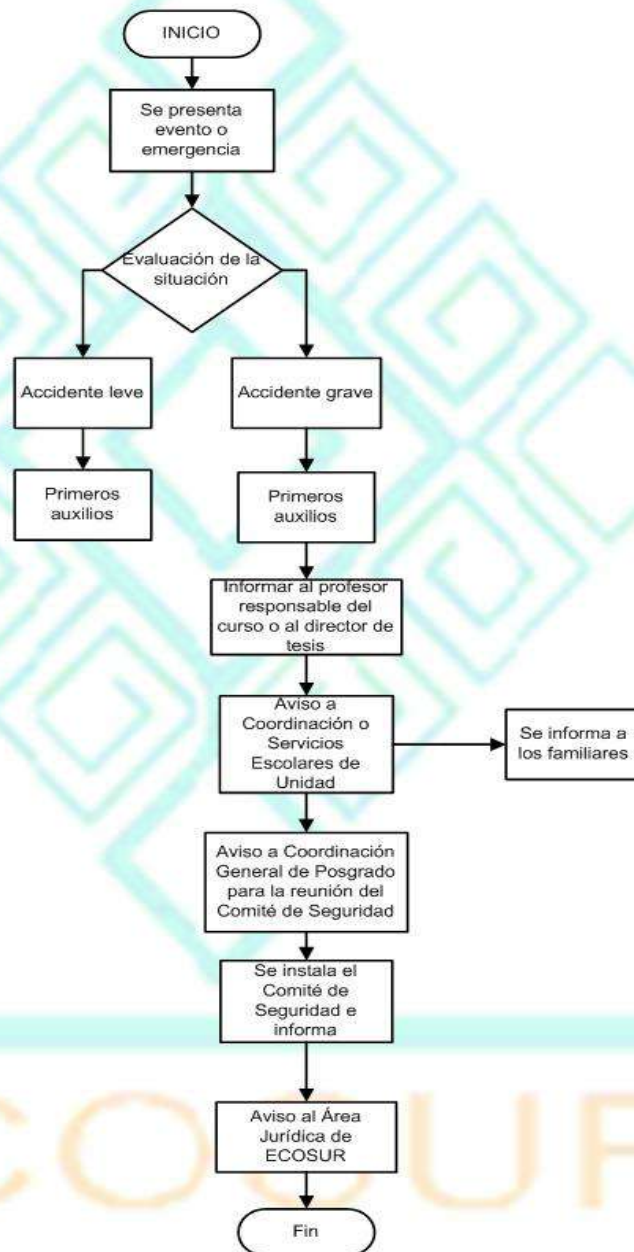 INICIO
Se presenta
evento o
emergencia
Evaluación de la
situación
Accidente leve
Accidente grave
Primeros
auxilios
Primeros
auxilios
Informar al profesor
responsable del
curso o al director de
tesis
Aviso a
Coordinación o
Servicios
Escolares de
Unidad
Se informa a
los familiares
Aviso a Coordinación
General de Posgrado
para la reunión del
Comité de Seguridad
Se instala el
Comité de
Seguridad e
informa
Aviso al Área
Jurídica de
ECOSUR
Fin
COSUR